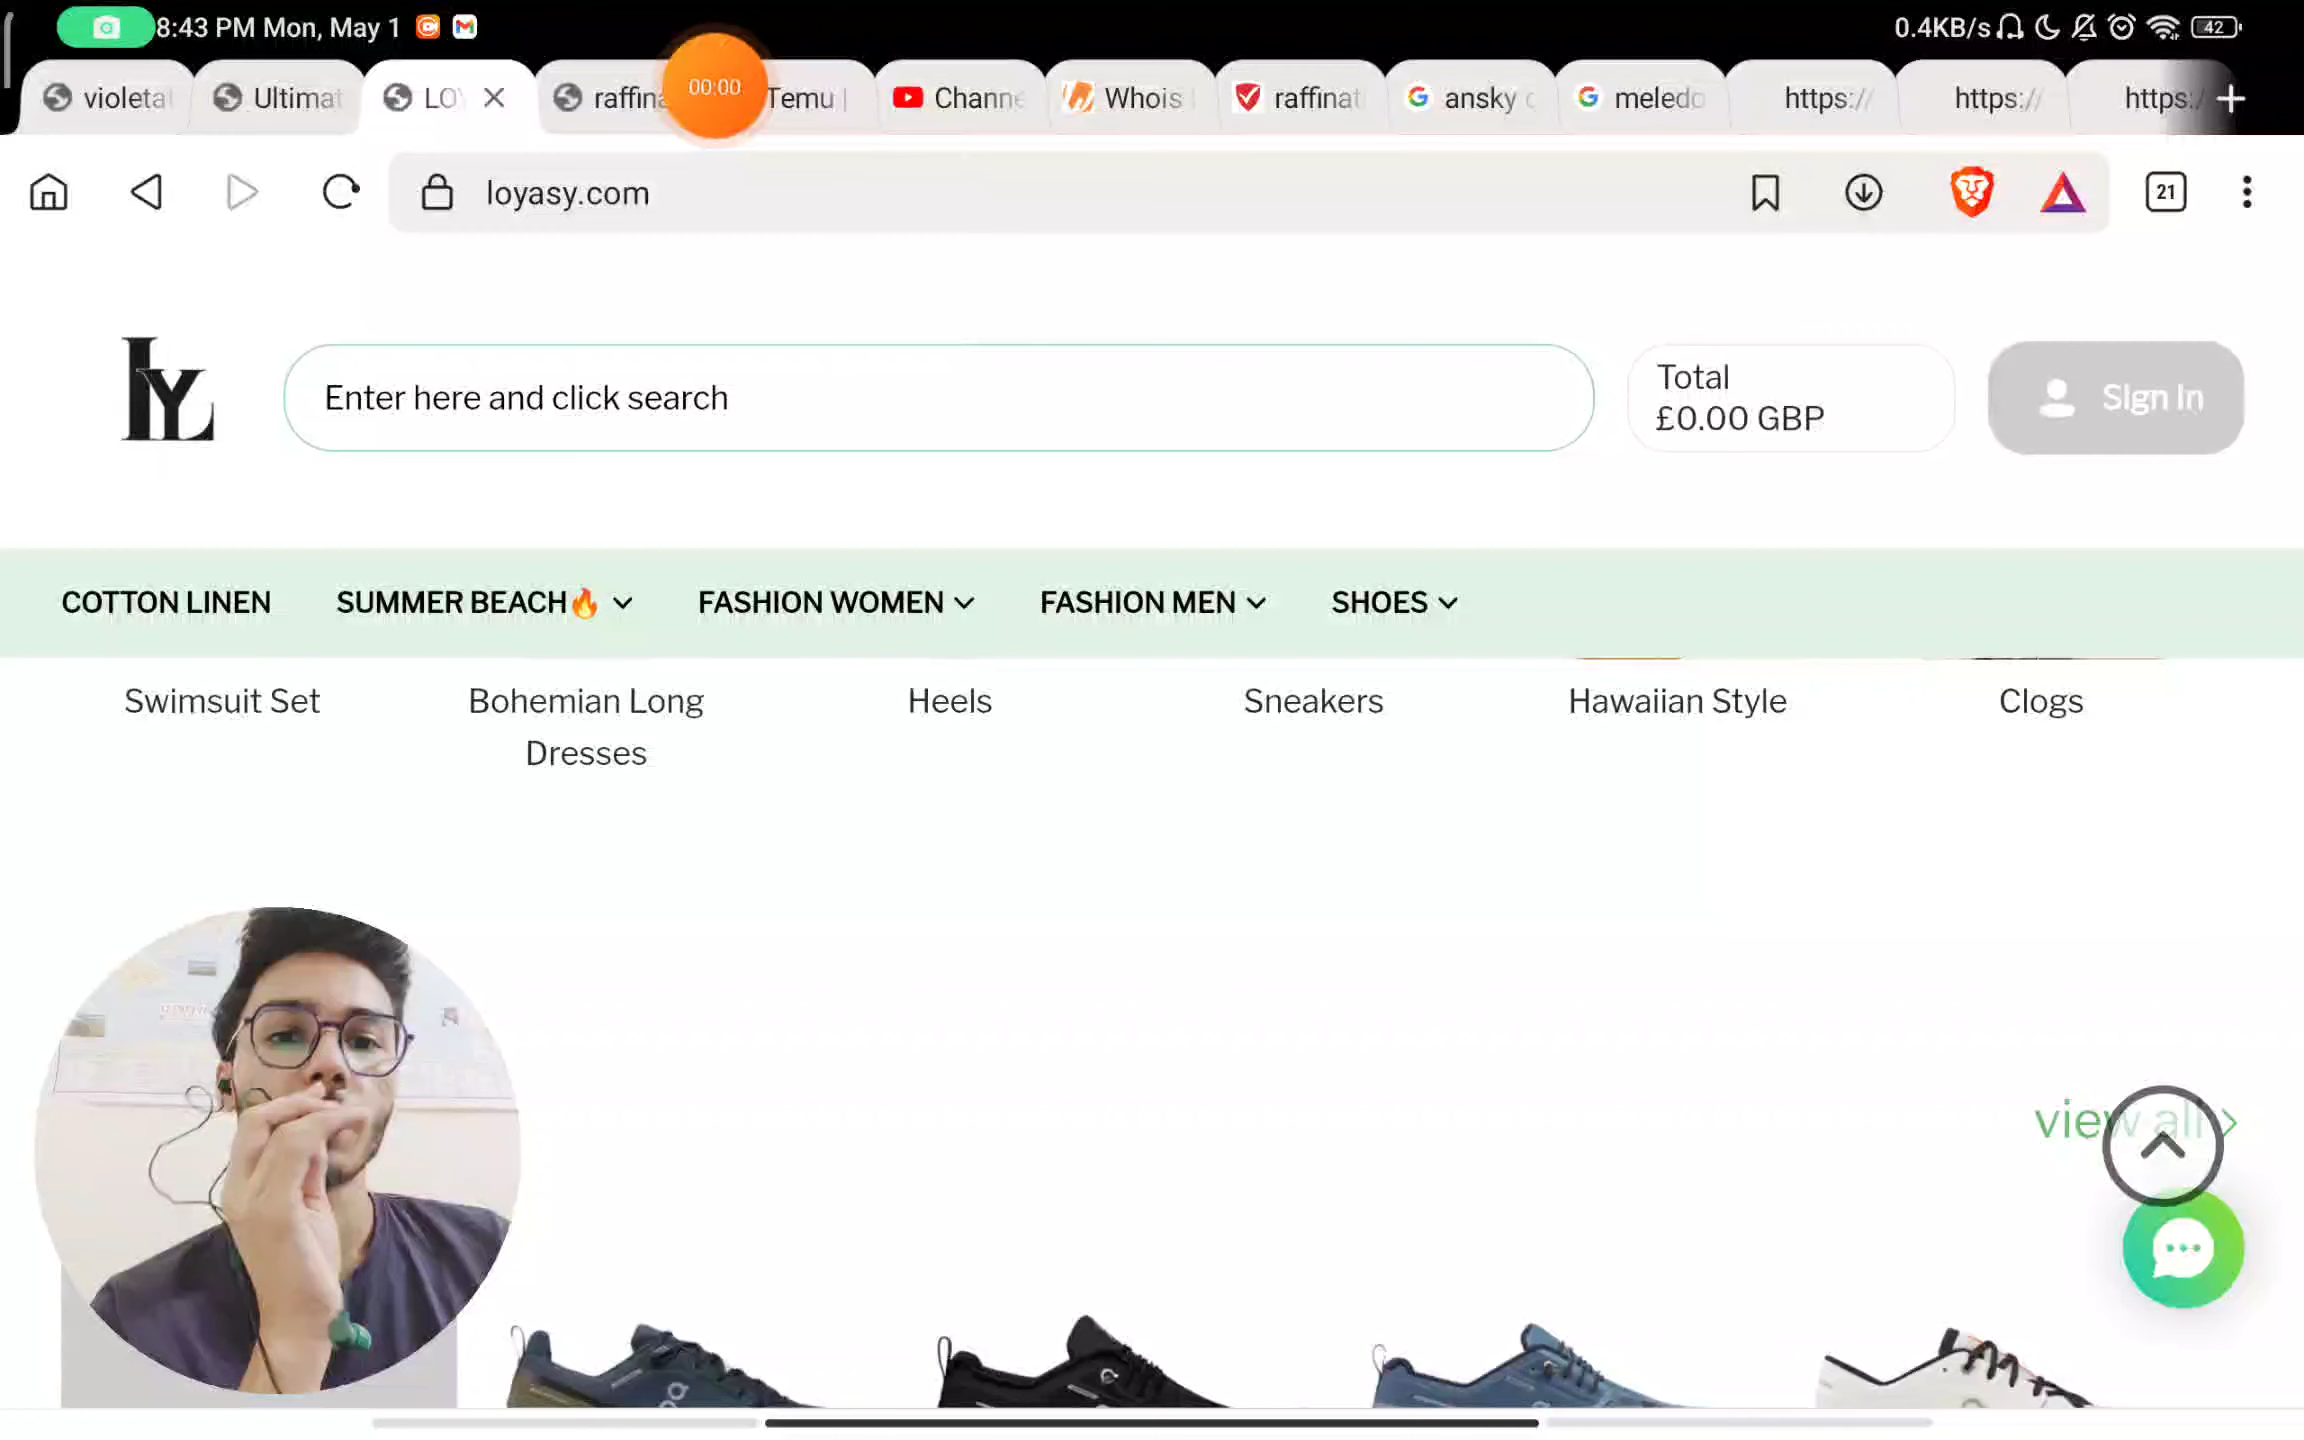 8:43 PM Mon, May 1
0.4KB/s
42
violeta
Ultimat
LOY
raffina
00:00
Temu |
Channe
Whois
raffinat
ansky
meledo
https://
https://
https:/
loyasy.com
21
LY
Enter here and click search
Total
£0.00 GBP
Sign In
COTTON LINEN
SUMMER BEACH🔥
FASHION WOMEN
FASHION MEN
SHOES
Swimsuit Set
Bohemian Long
Dresses
Heels
Sneakers
Hawaiian Style
Clogs
view all